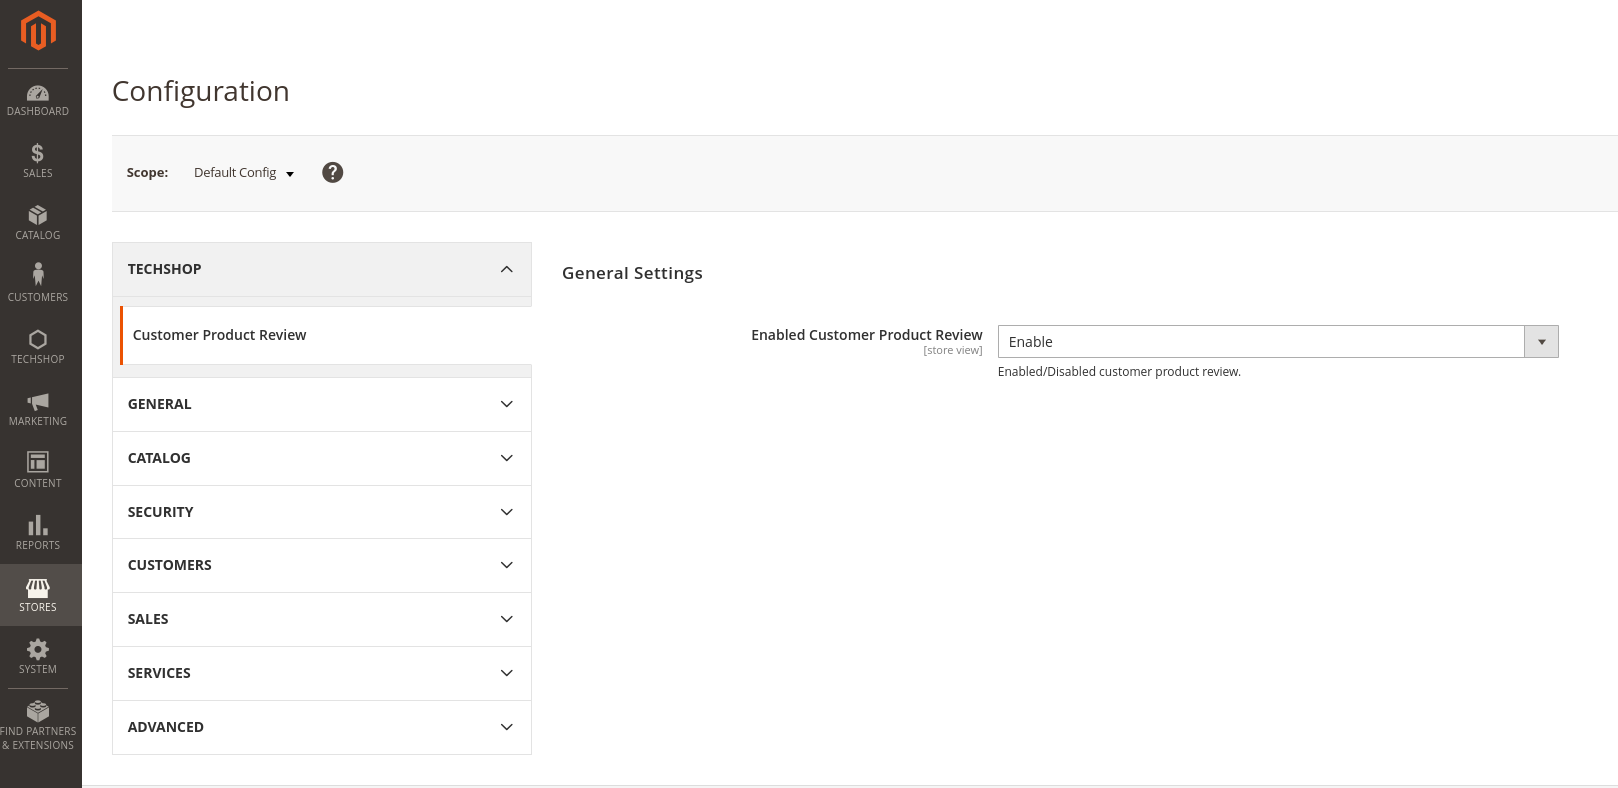 DASHBOARD
SALES
CATALOG
CUSTOMERS
TECHSHOP
MARKETING
CONTENT
REPORTS
STORES
SYSTEM
FIND PARTNERS
& EXTENSIONS
Configuration
Scope: Default Config ?
TECHSHOP
Customer Product Review
GENERAL
CATALOG
SECURITY
CUSTOMERS
SALES
SERVICES
ADVANCED
General Settings
Enabled Customer Product Review Enable
[store view]
Enabled/Disabled customer product review.